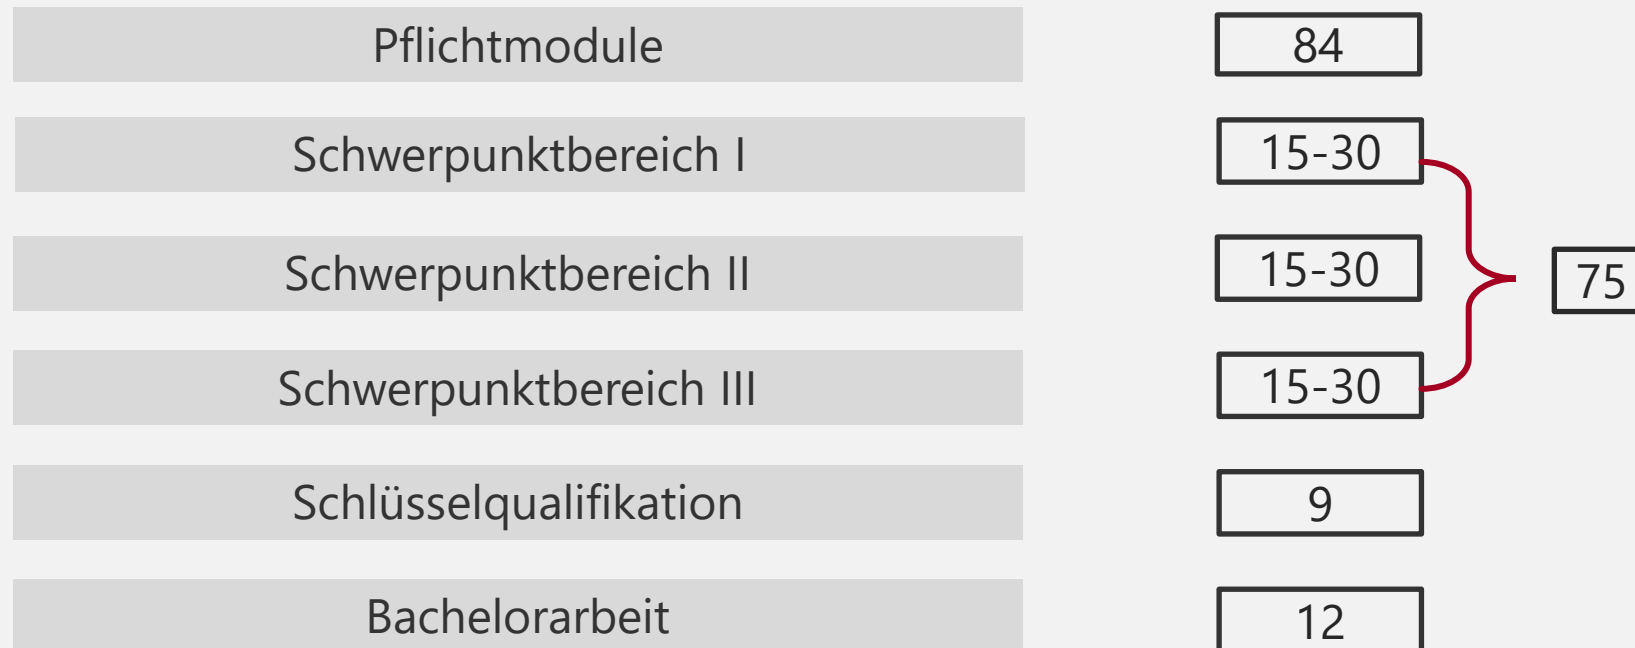 Pflichtmodule 84
Schwerpunktbereich I 15-30
Schwerpunktbereich II 15-30
75
Schwerpunktbereich III 15-30
Schlüsselqualifikation 9
Bachelorarbeit 12